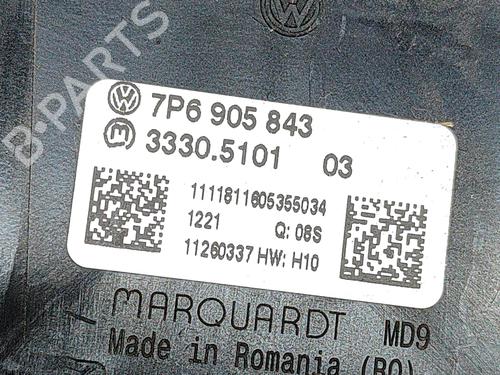 B-PARTS
7P6 905 843
3330.5101 03
1111811605355034
1221 Q: 08S
11260337 HW: H10
MARQUARDT MD9
Made in Romania (RO)